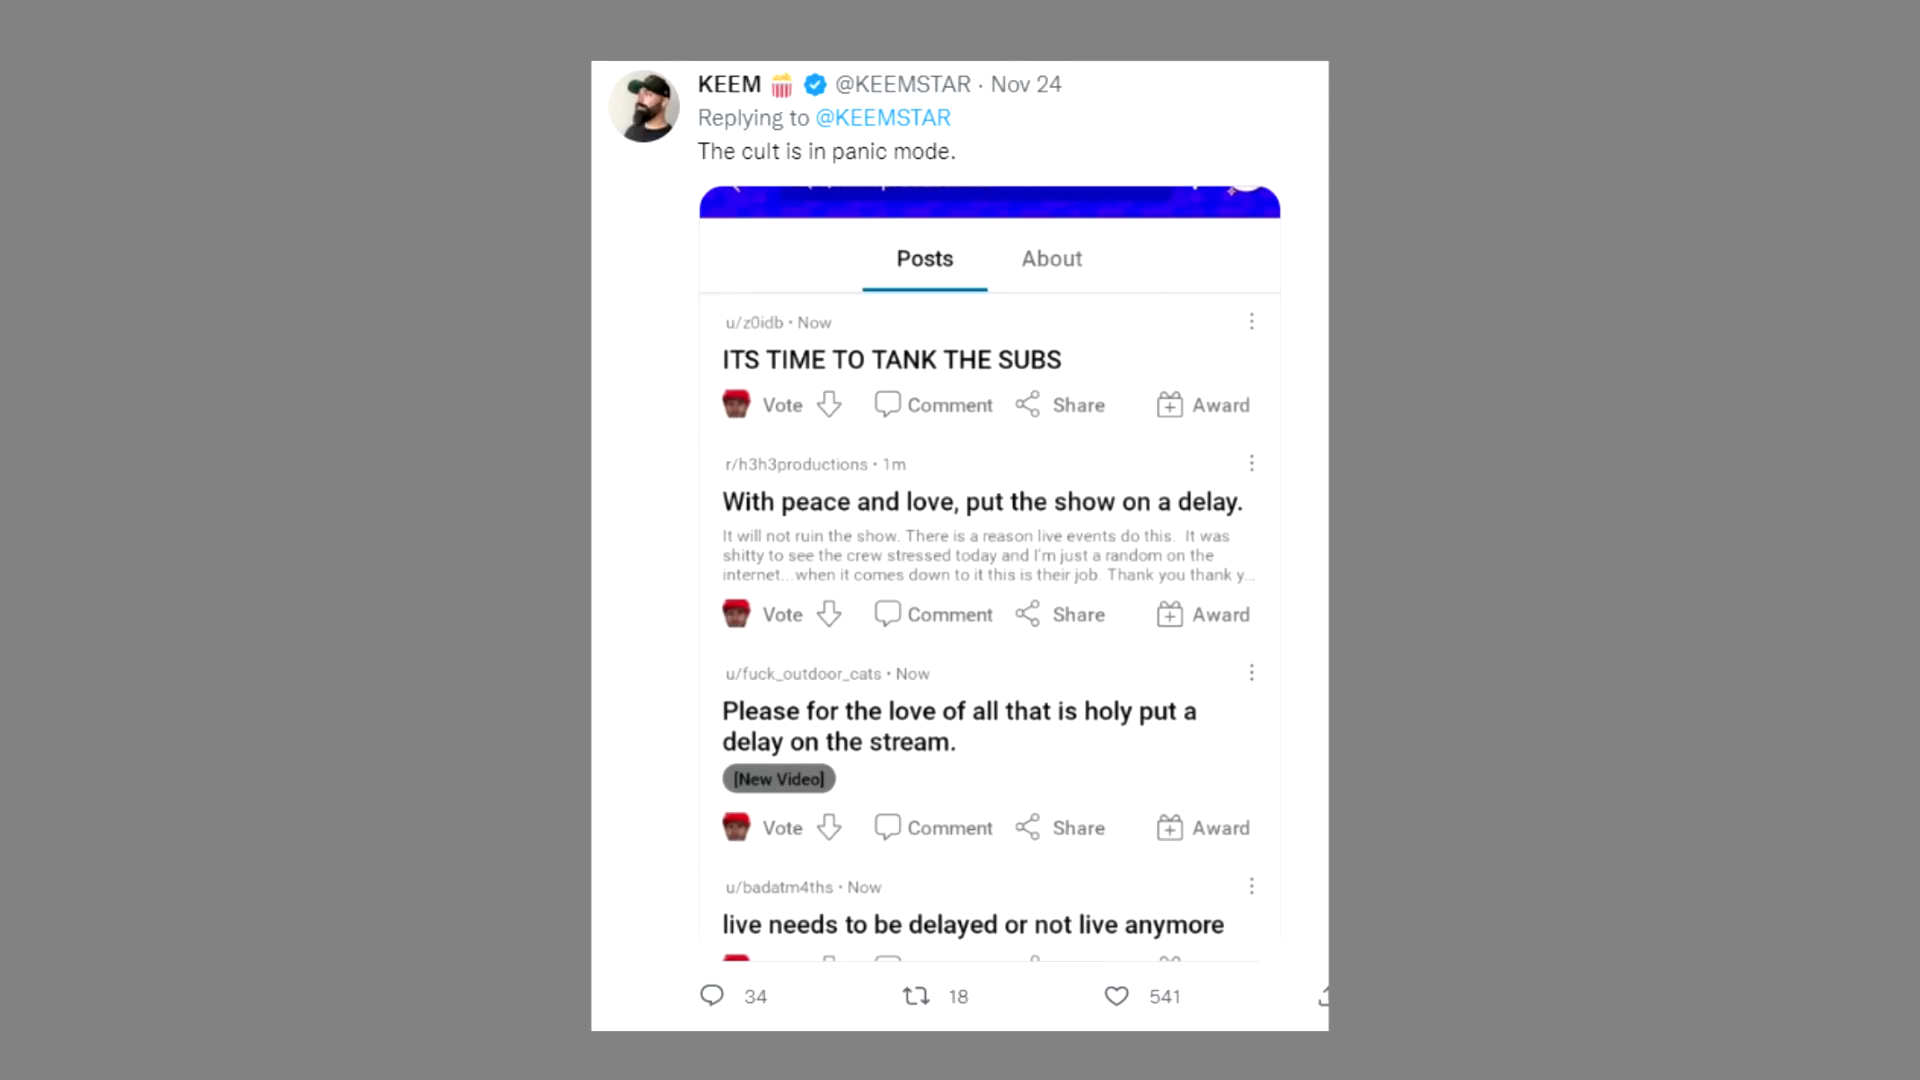 KEEM 🍿 @KEEMSTAR · Nov 24
Replying to @KEEMSTAR
The cult is in panic mode.
Posts About
u/z0idb • Now
ITS TIME TO TANK THE SUBS
Vote Comment Share Award
r/h3h3productions • 1m
With peace and love, put the show on a delay.
It will not ruin the show. There is a reason live events do this. It was
shitty to see the crew stressed today and I'm just a random on the
internet...when it comes down to it this is their job. Thank you thank y...
Vote Comment Share Award
u/fuck_outdoor_cats • Now
Please for the love of all that is holy put a
delay on the stream.
[New Video]
Vote Comment Share Award
u/badatm4ths • Now
live needs to be delayed or not live anymore
34 18 541